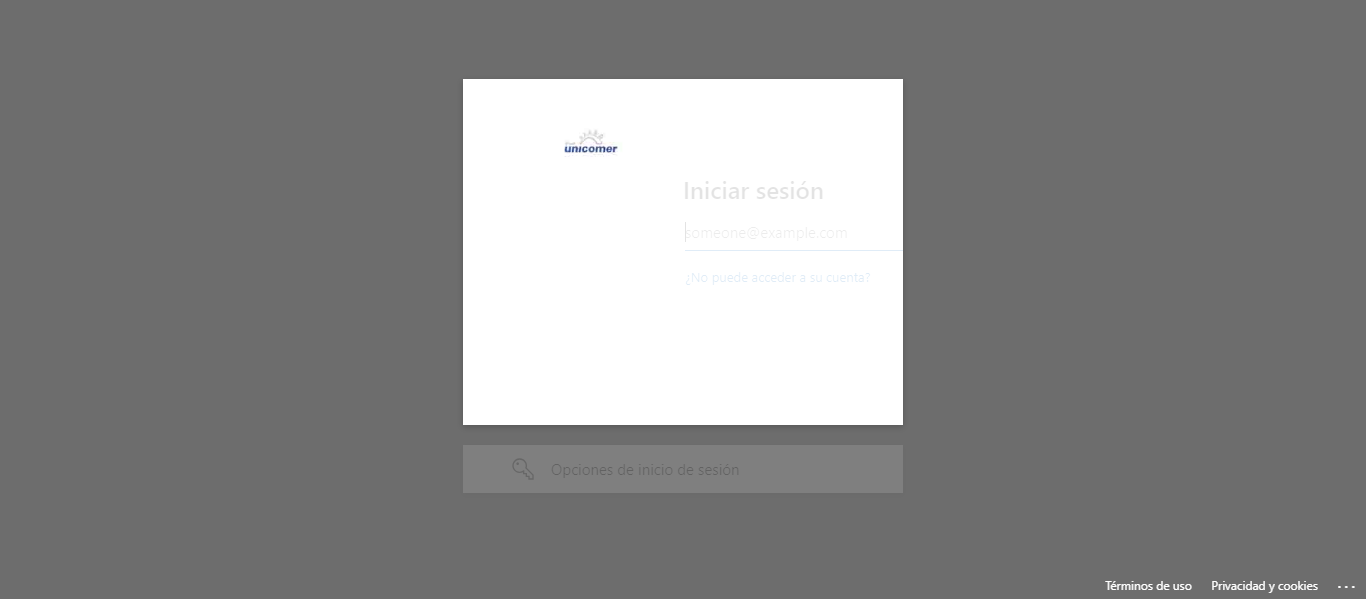 unicomer
Iniciar sesión
someone@example.com
¿No puede acceder a su cuenta?
Opciones de inicio de sesión
Términos de uso Privacidad y cookies ...